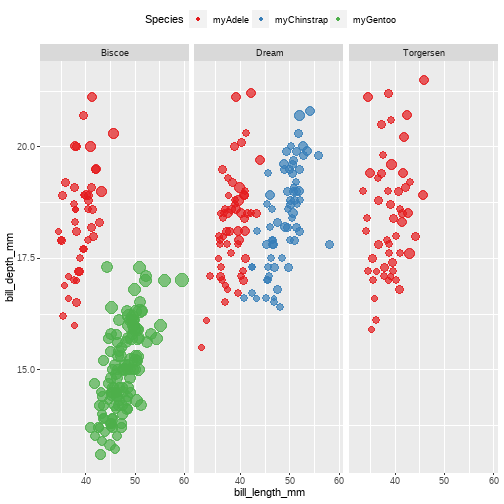 Species myAdele myChinstrap myGentoo
Biscoe Dream Torgersen
20.0
17.5
15.0
bill_depth_mm
40 50 60 40 50 60 40 50 60
bill_length_mm